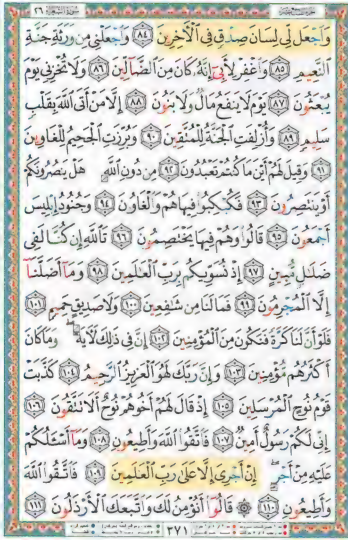 وَاجْعَل لِّي لِسَانَ صِدْقٍ فِي الْآخِرِينَ ﴿٨٤﴾ وَاجْعَلْنِي مِن وَرَثَةِ جَنَّةِ
النَّعِيمِ ﴿٨٥﴾ وَاغْفِرْ لِأَبِي إِنَّهُ كَانَ مِنَ الضَّالِّينَ ﴿٨٦﴾ وَلَا تُخْزِنِي يَوْمَ
يُبْعَثُونَ ﴿٨٧﴾ يَوْمَ لَا يَنفَعُ مَالٌ وَلَا بَنُونَ ﴿٨٨﴾ إِلَّا مَنْ أَتَى اللَّهَ بِقَلْبٍ
سَلِيمٍ ﴿٨٩﴾ وَأُزْلِفَتِ الْجَنَّةُ لِلْمُتَّقِينَ ﴿٩٠﴾ وَبُرِّزَتِ الْجَحِيمُ لِلْغَاوِينَ
﴿٩١﴾ وَقِيلَ لَهُمْ أَيْنَ مَا كُنتُمْ تَعْبُدُونَ ﴿٩٢﴾ مِن دُونِ اللَّهِ هَلْ يَنصُرُونَكُمْ
أَوْ يَنتَصِرُونَ ﴿٩٣﴾ فَكُبْكِبُوا فِيهَا هُمْ وَالْغَاوُونَ ﴿٩٤﴾ وَجُنُودُ إِبْلِيسَ
أَجْمَعُونَ ﴿٩٥﴾ قَالُوا وَهُمْ فِيهَا يَخْتَصِمُونَ ﴿٩٦﴾ تَاللَّهِ إِن كُنَّا لَفِي
ضَلَالٍ مُّبِينٍ ﴿٩٧﴾ إِذْ نُسَوِّيكُم بِرَبِّ الْعَالَمِينَ ﴿٩٨﴾ وَمَا أَضَلَّنَا
إِلَّا الْمُجْرِمُونَ ﴿٩٩﴾ فَمَا لَنَا مِن شَافِعِينَ ﴿١٠٠﴾ وَلَا صَدِيقٍ حَمِيمٍ ﴿١٠١﴾
فَلَوْ أَنَّ لَنَا كَرَّةً فَنَكُونَ مِنَ الْمُؤْمِنِينَ ﴿١٠٢﴾ إِنَّ فِي ذَٰلِكَ لَآيَةً وَمَا كَانَ
أَكْثَرُهُم مُّؤْمِنِينَ ﴿١٠٣﴾ وَإِنَّ رَبَّكَ لَهُوَ الْعَزِيزُ الرَّحِيمُ ﴿١٠٤﴾ كَذَّبَتْ
قَوْمُ نُوحٍ الْمُرْسَلِينَ ﴿١٠٥﴾ إِذْ قَالَ لَهُمْ أَخُوهُمْ نُوحٌ أَلَا تَتَّقُونَ ﴿١٠٦﴾
إِنِّي لَكُمْ رَسُولٌ أَمِينٌ ﴿١٠٧﴾ فَاتَّقُوا اللَّهَ وَأَطِيعُونِ ﴿١٠٨﴾ وَمَا أَسْأَلُكُمْ
عَلَيْهِ مِنْ أَجْرٍ إِنْ أَجْرِيَ إِلَّا عَلَىٰ رَبِّ الْعَالَمِينَ ﴿١٠٩﴾ فَاتَّقُوا اللَّهَ
وَأَطِيعُونِ ﴿١١٠﴾ ۞ قَالُوا أَنُؤْمِنُ لَكَ وَاتَّبَعَكَ الْأَرْذَلُونَ ﴿١١١﴾
٣٧١